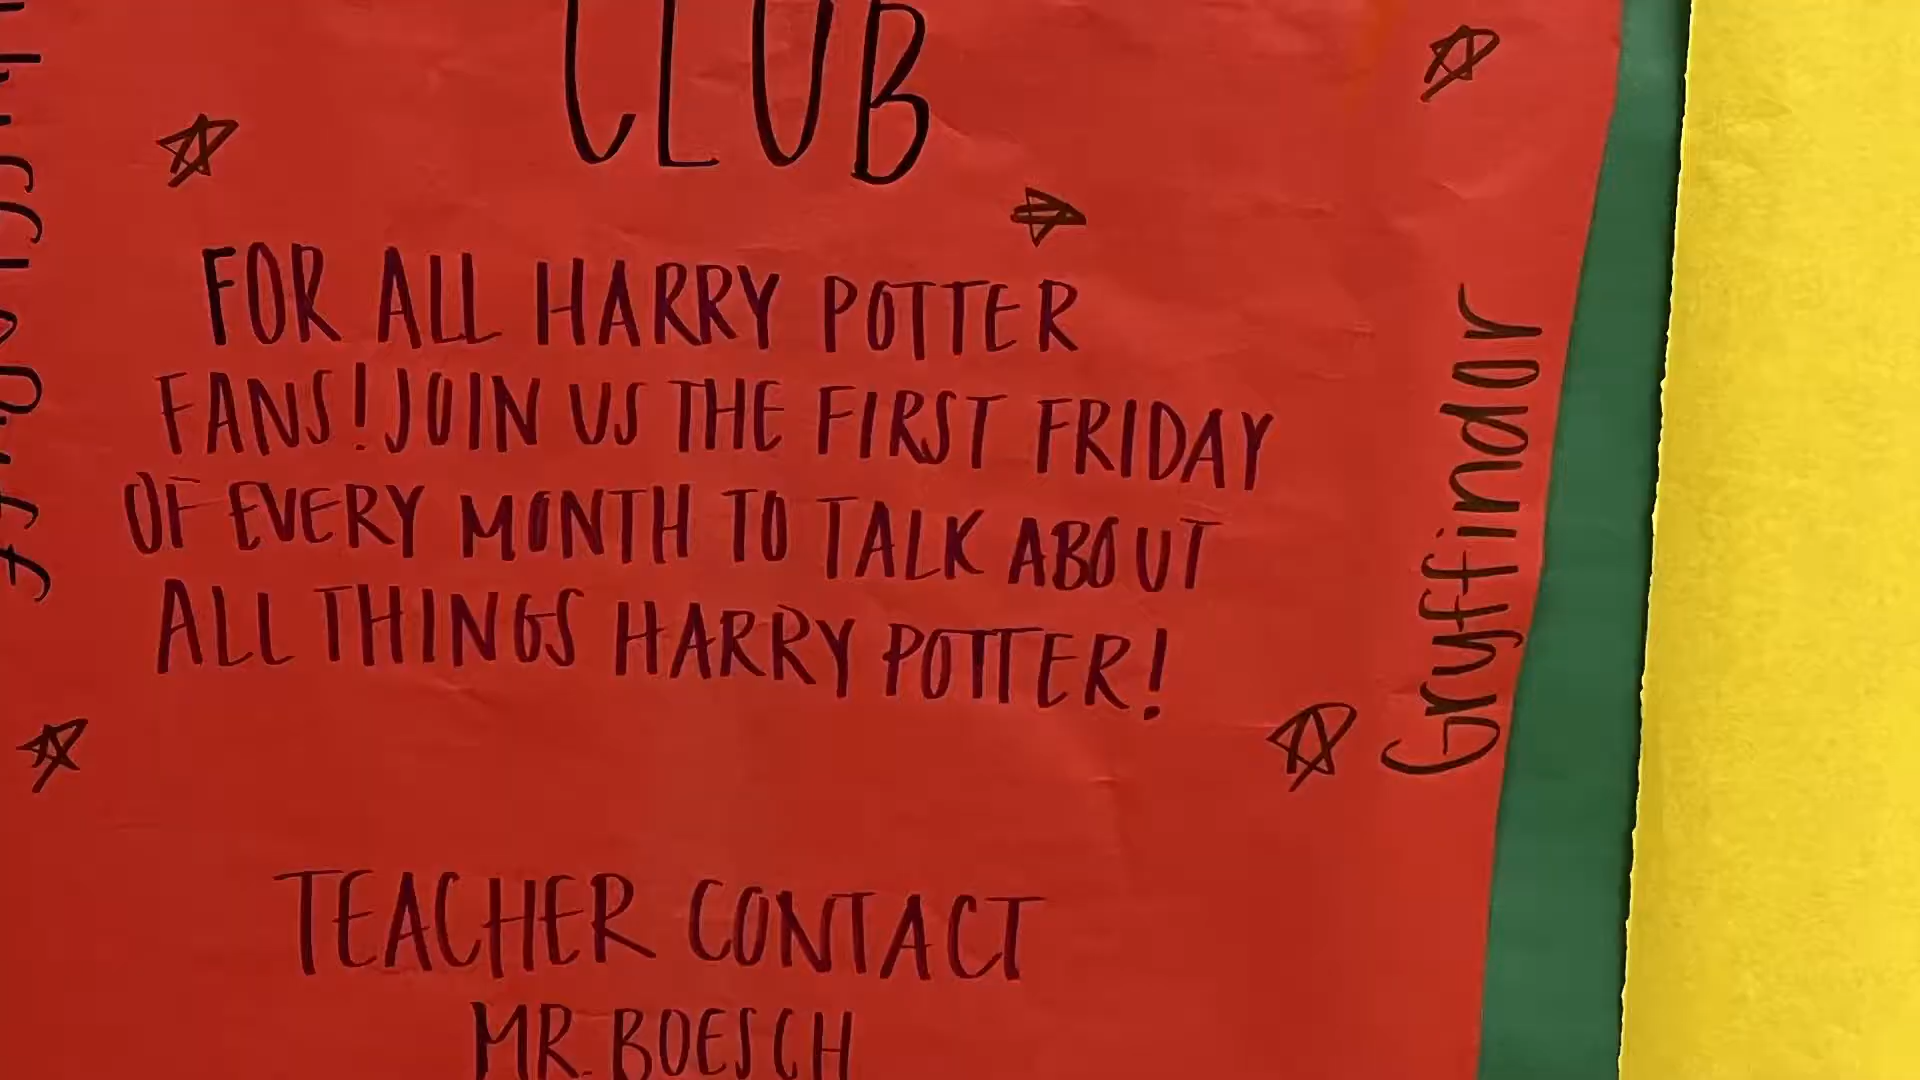 CLUB
FOR ALL HARRY POTTER
FANS! JOIN US THE FIRST FRIDAY
OF EVERY MONTH TO TALK ABOUT
ALL THINGS HARRY POTTER!
Gryffindor
TEACHER CONTACT
MR. BOESCH